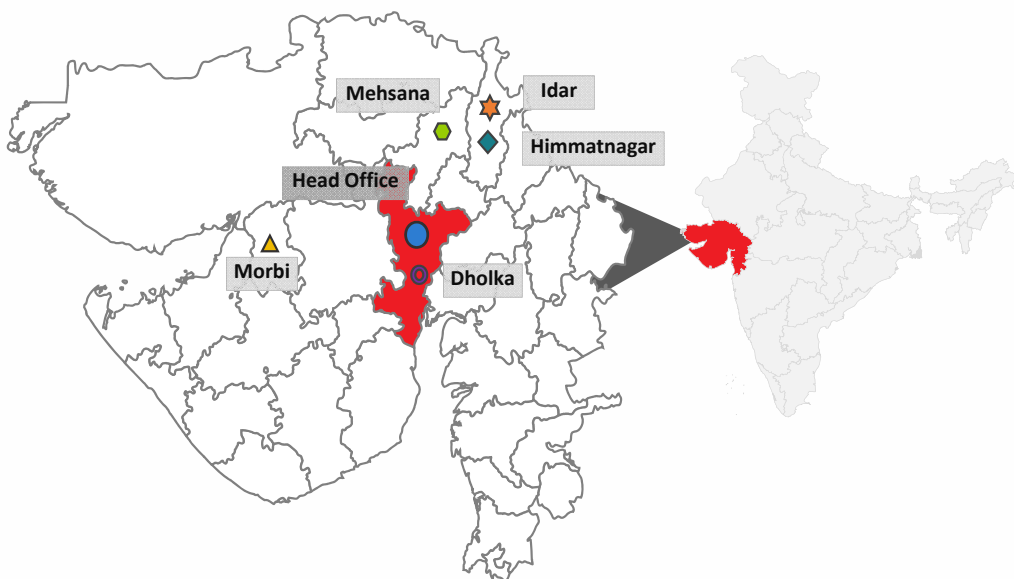 Mehsana
Idar
Himmatnagar
Head Office
Morbi
Dholka